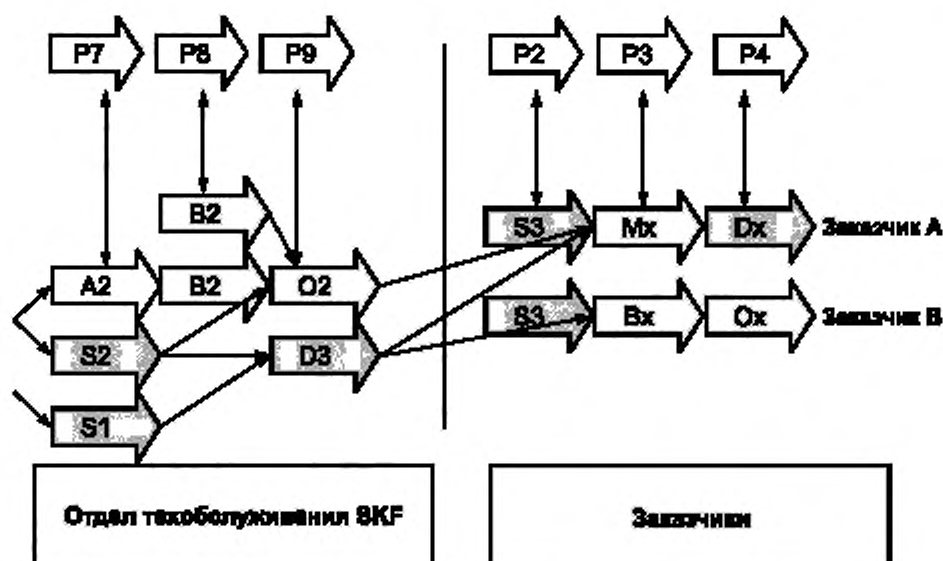 P7 P8 P9 P2 P3 P4
B2
S3 Mx Dx Заказчик А
A2 B2 O2
S3 Bx Ox Заказчик В
S2 D3
S1
Отдел техоболуживания SKF
Заказчики